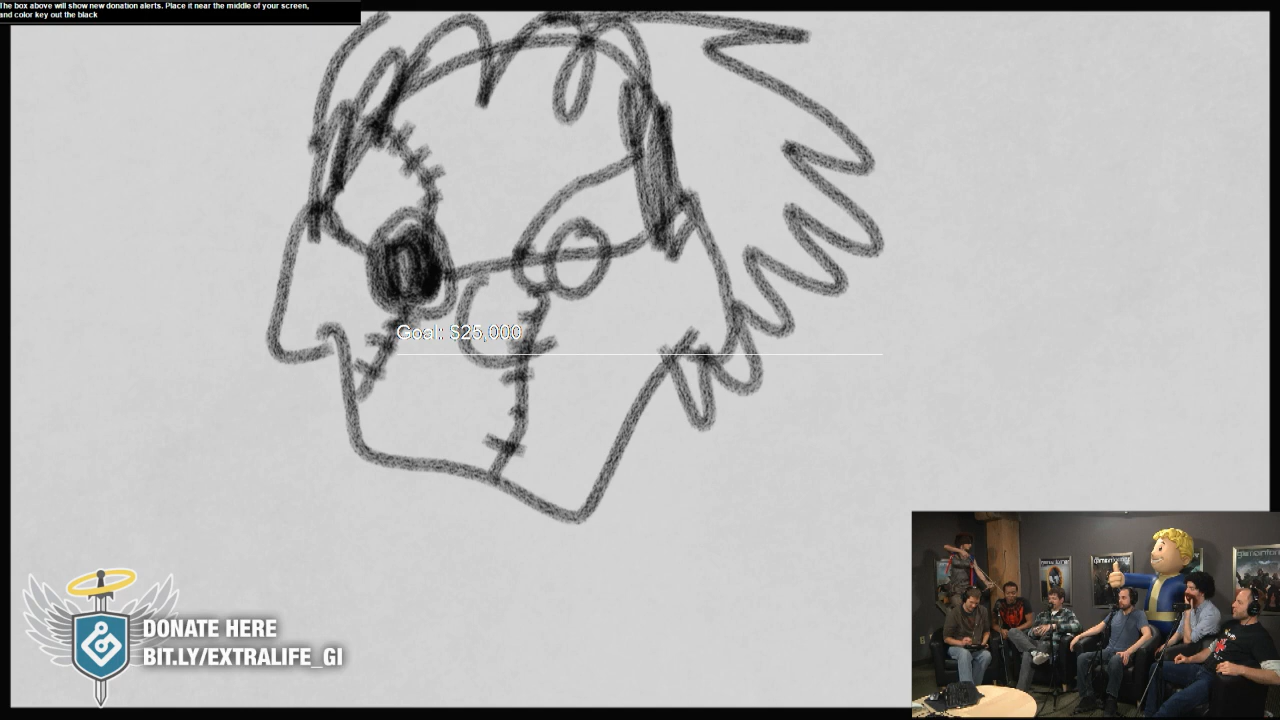 The box above will show new donation alerts. Place it near the middle of your screen,
and color key out the black
Goal: $25,000
DONATE HERE
BIT.LY/EXTRALIFE_GI